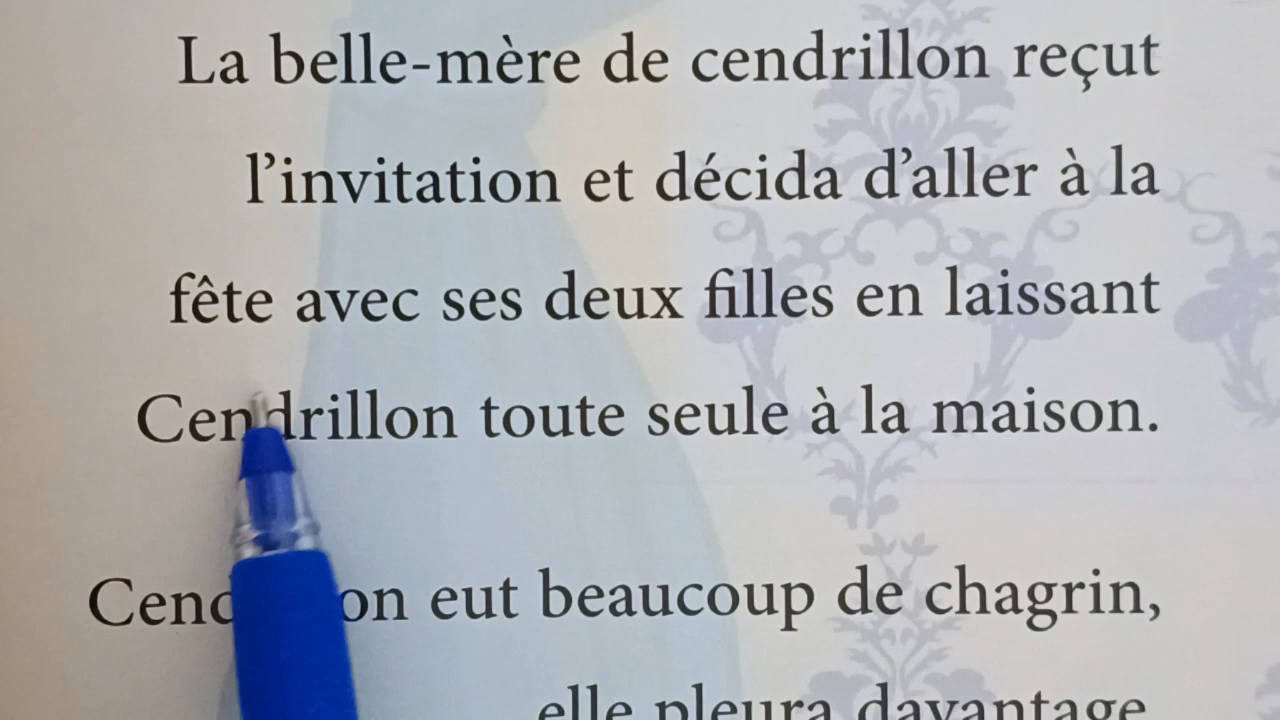 La belle-mère de cendrillon reçut
l’invitation et décida d’aller à la
fête avec ses deux filles en laissant
Cendrillon toute seule à la maison.
eut beaucoup de chagrin,
elle pleura davantage